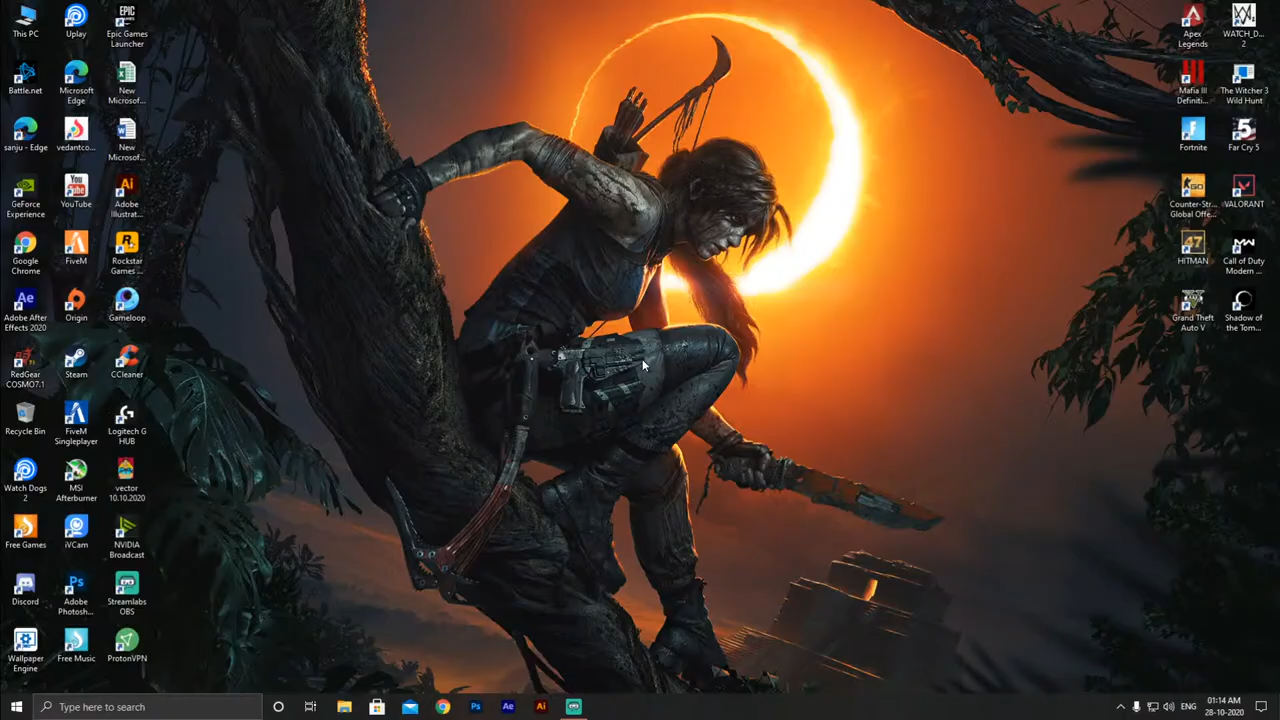 This PC
Uplay
Epic Games
Launcher
Battle.net
Microsoft
Edge
New
Microsof...
sanju - Edge
vedantco...
New
Microsof...
GeForce
Experience
YouTube
Adobe
Illustrat...
Google
Chrome
FiveM
Rockstar
Games ...
Adobe After
Effects 2020
Origin
Gameloop
RedGear
COSMO7.1
Steam
CCleaner
Recycle Bin
FiveM
Singleplayer
Logitech G
HUB
Watch Dogs
2
MSI
Afterburner
vector
10.10.2020
Free Games
iVCam
NVIDIA
Broadcast
Discord
Adobe
Photosh...
Streamlabs
OBS
Wallpaper
Engine
Free Music
ProtonVPN
Apex
Legends
WATCH_D...
2
Mafia III
Definiti...
The Witcher 3
Wild Hunt
Fortnite
Far Cry 5
Counter-Str...
Global Offe...
VALORANT
HITMAN
Call of Duty
Modern ...
Grand Theft
Auto V
Shadow of
the Tom...
Type here to search
ENG
01:14 AM
28-10-2020